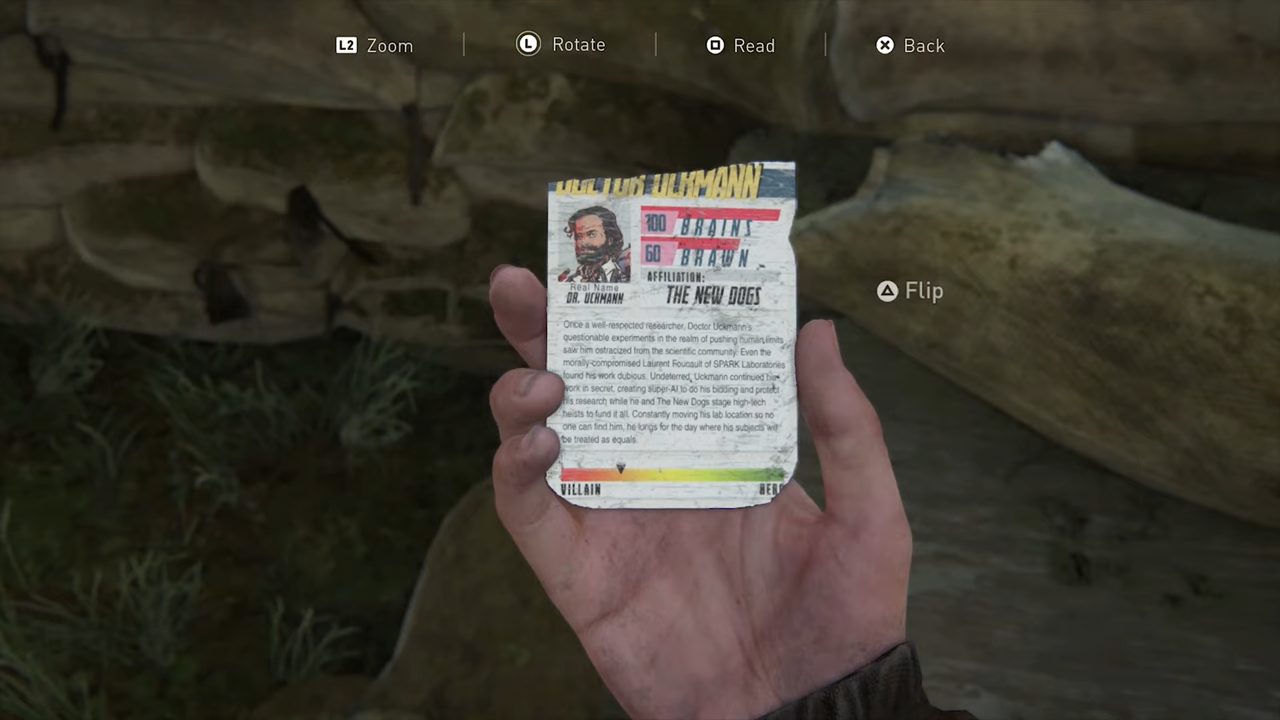 L2 Zoom
L Rotate
Read
Back
DOCTOR UCKMANN
100 BRAINS
60 BRAWN
AFFILIATION:
THE NEW DOGS
Real Name
DR. UCKMANN
Flip
Once a well-respected researcher, Doctor Uckmann's
questionable experiments in the realm of pushing human limits
saw him ostracized from the scientific community. Even the
morally-compromised Laurent Foucault of SPARK Laboratories
found his work dubious. Undeterred, Uckmann continued his
work in secret, creating super-AI to do his bidding and protect
his research while he and The New Dogs stage high-tech
heists to fund it all. Constantly moving his lab location so no
one can find him, he longs for the day where his subjects will
be treated as equals.
VILLAIN
HERO